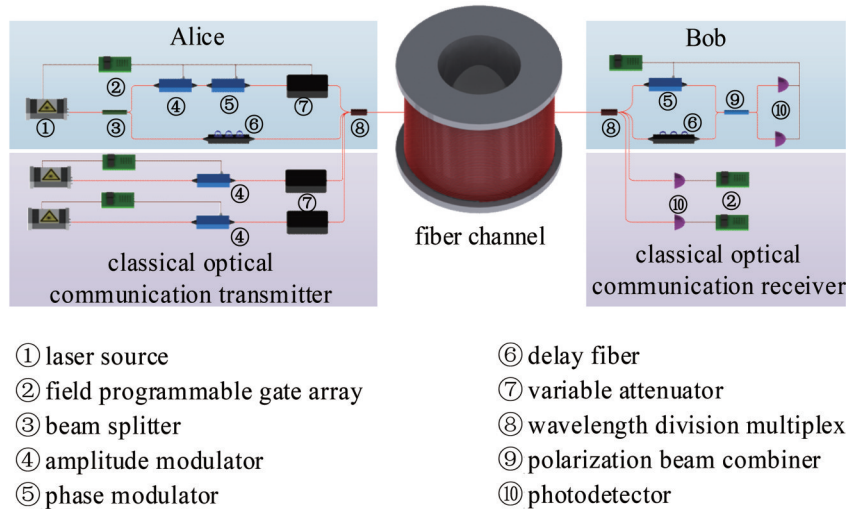 Alice
Bob
②
④
⑤
⑦
①
③
⑥
⑧
⑧
⑤
⑥
⑨
⑩
④
⑦
④
⑩
②
fiber channel
classical optical
communication transmitter
classical optical
communication receiver
① laser source
② field programmable gate array
③ beam splitter
④ amplitude modulator
⑤ phase modulator
⑥ delay fiber
⑦ variable attenuator
⑧ wavelength division multiplex
⑨ polarization beam combiner
⑩ photodetector